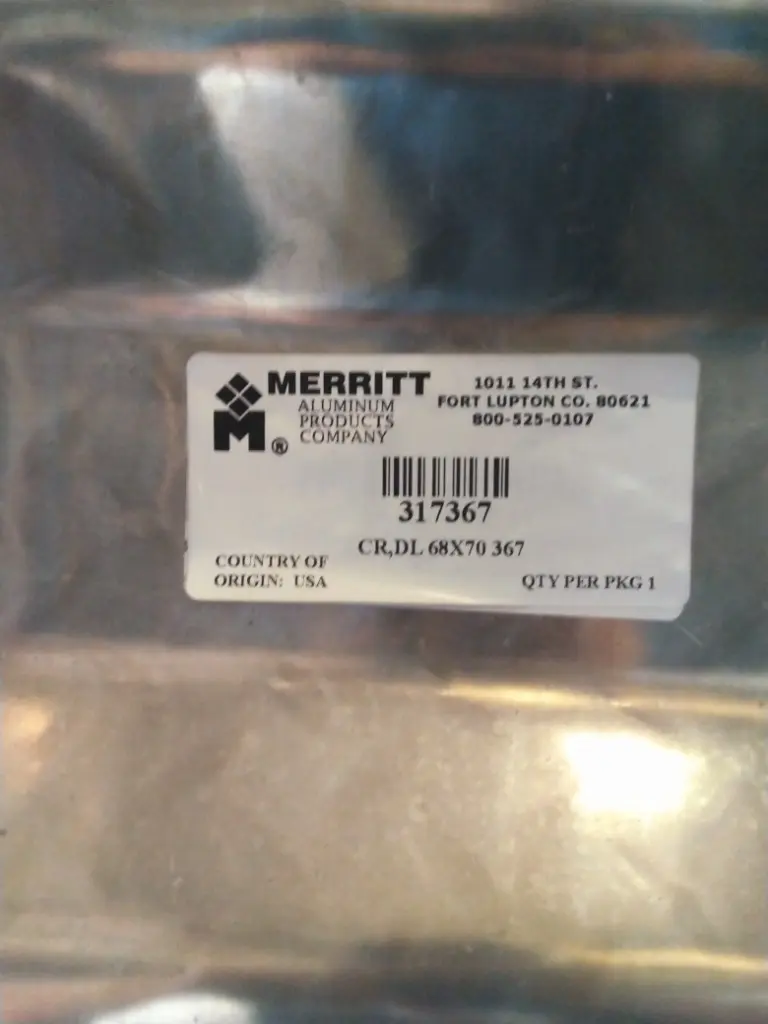 MERRITT
ALUMINUM
PRODUCTS
COMPANY
M®
1011 14TH ST.
FORT LUPTON CO. 80621
800-525-0107
317367
CR,DL 68X70 367
COUNTRY OF
ORIGIN: USA
QTY PER PKG 1